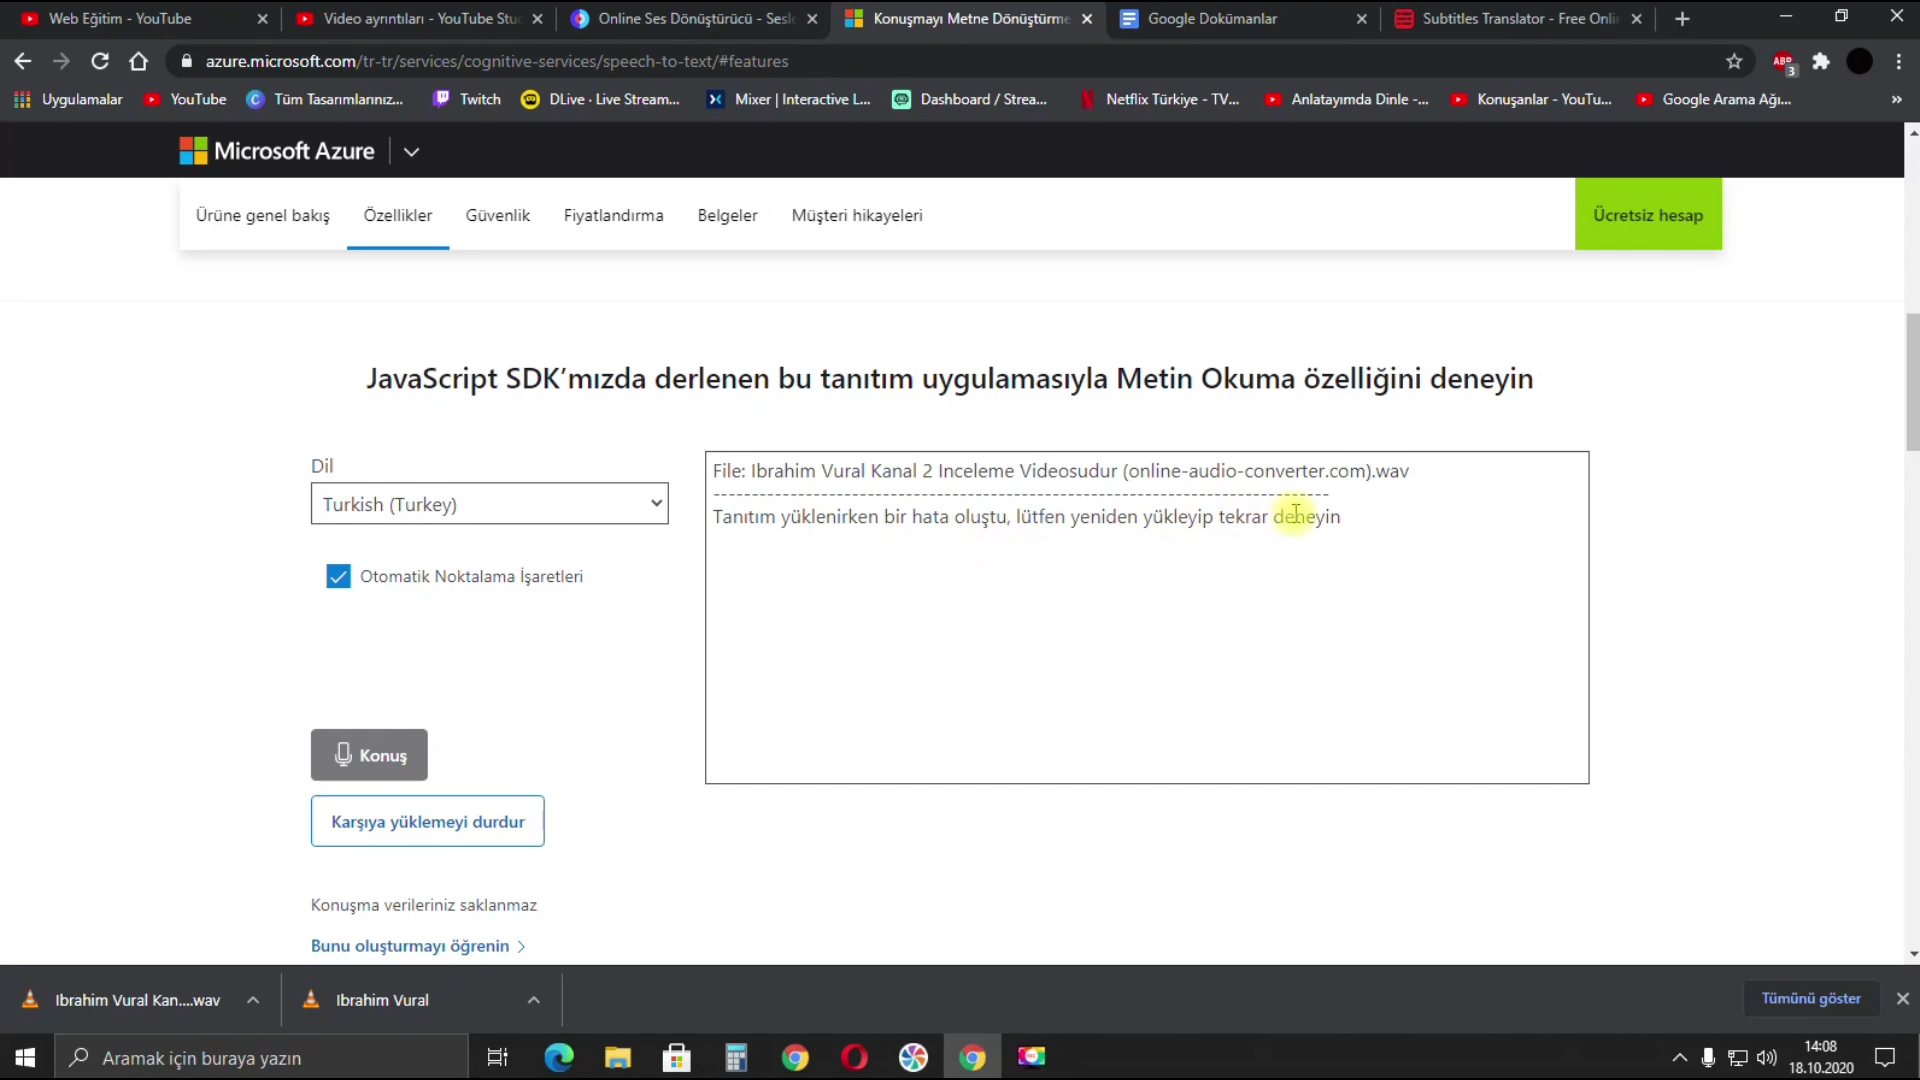 Web Eğitim - YouTube
Video ayrıntıları - YouTube Stu
Online Ses Dönüştürücü - Sesle
Konuşmayı Metne Dönüştürme
Google Dokümanlar
Subtitles Translator - Free Onlin
azure.microsoft.com/tr-tr/services/cognitive-services/speech-to-text/#features
ABP
3
Uygulamalar
YouTube
Tüm Tasarımlarınız...
Twitch
DLive · Live Stream...
Mixer | Interactive L...
Dashboard / Strea...
Netflix Türkiye - TV...
Anlatayımda Dinle -...
Konuşanlar - YouTu...
Google Arama Ağı...
»
Microsoft Azure
Ürüne genel bakış
Özellikler
Güvenlik
Fiyatlandırma
Belgeler
Müşteri hikayeleri
Ücretsiz hesap
JavaScript SDK’mızda derlenen bu tanıtım uygulamasıyla Metin Okuma özelliğini deneyin
Dil
Turkish (Turkey)
Otomatik Noktalama İşaretleri
Konuş
Karşıya yüklemeyi durdur
Konuşma verileriniz saklanmaz
Bunu oluşturmayı öğrenin >
File: Ibrahim Vural Kanal 2 Inceleme Videosudur (online-audio-converter.com).wav
--------------------------------------------------------------------------------
Tanıtım yüklenirken bir hata oluştu, lütfen yeniden yükleyip tekrar deneyin
Ibrahim Vural Kan....wav
Ibrahim Vural
Tümünü göster
Aramak için buraya yazın
14:08
18.10.2020